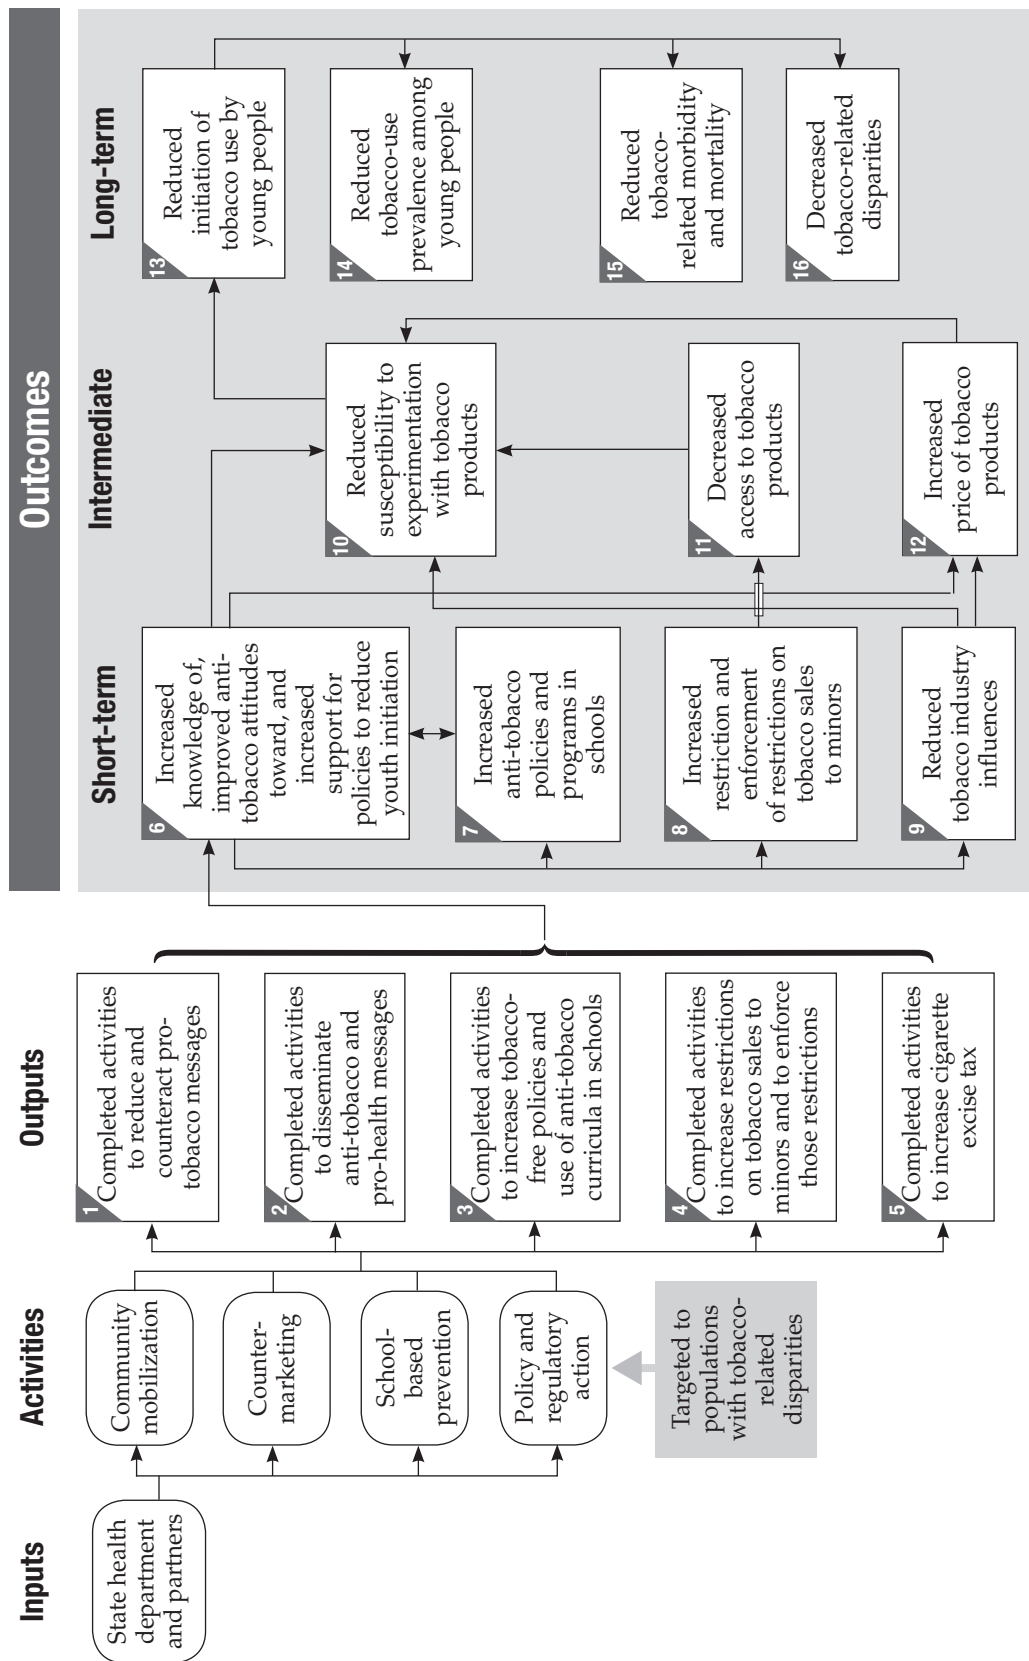 Outcomes
Inputs
Activities
Outputs
Short-term
Intermediate
Long-term
State health
department
and partners
Community
mobilization
Counter-
marketing
School-
based
prevention
Policy and
regulatory
action
Targeted to
populations
with tobacco-
related
disparities
1
Completed activities
to reduce and
counteract pro-
tobacco messages
2
Completed activities
to disseminate
anti-tobacco and
pro-health messages
3
Completed activities
to increase tobacco-
free policies and
use of anti-tobacco
curricula in schools
4
Completed activities
to increase restrictions
on tobacco sales to
minors and to enforce
those restrictions
5
Completed activities
to increase cigarette
excise tax
6
Increased
knowledge of,
improved anti-
tobacco attitudes
toward, and
increased
support for
policies to reduce
youth initiation
7
Increased
anti-tobacco
policies and
programs in
schools
8
Increased
restriction and
enforcement
of restrictions on
tobacco sales
to minors
9
Reduced
tobacco industry
influences
10
Reduced
susceptibility to
experimentation
with tobacco
products
11
Decreased
access to tobacco
products
12
Increased
price of tobacco
products
13
Reduced
initiation of
tobacco use by
young people
14
Reduced
tobacco-use
prevalence among
young people
15
Reduced
tobacco-
related morbidity
and mortality
16
Decreased
tobacco-related
disparities